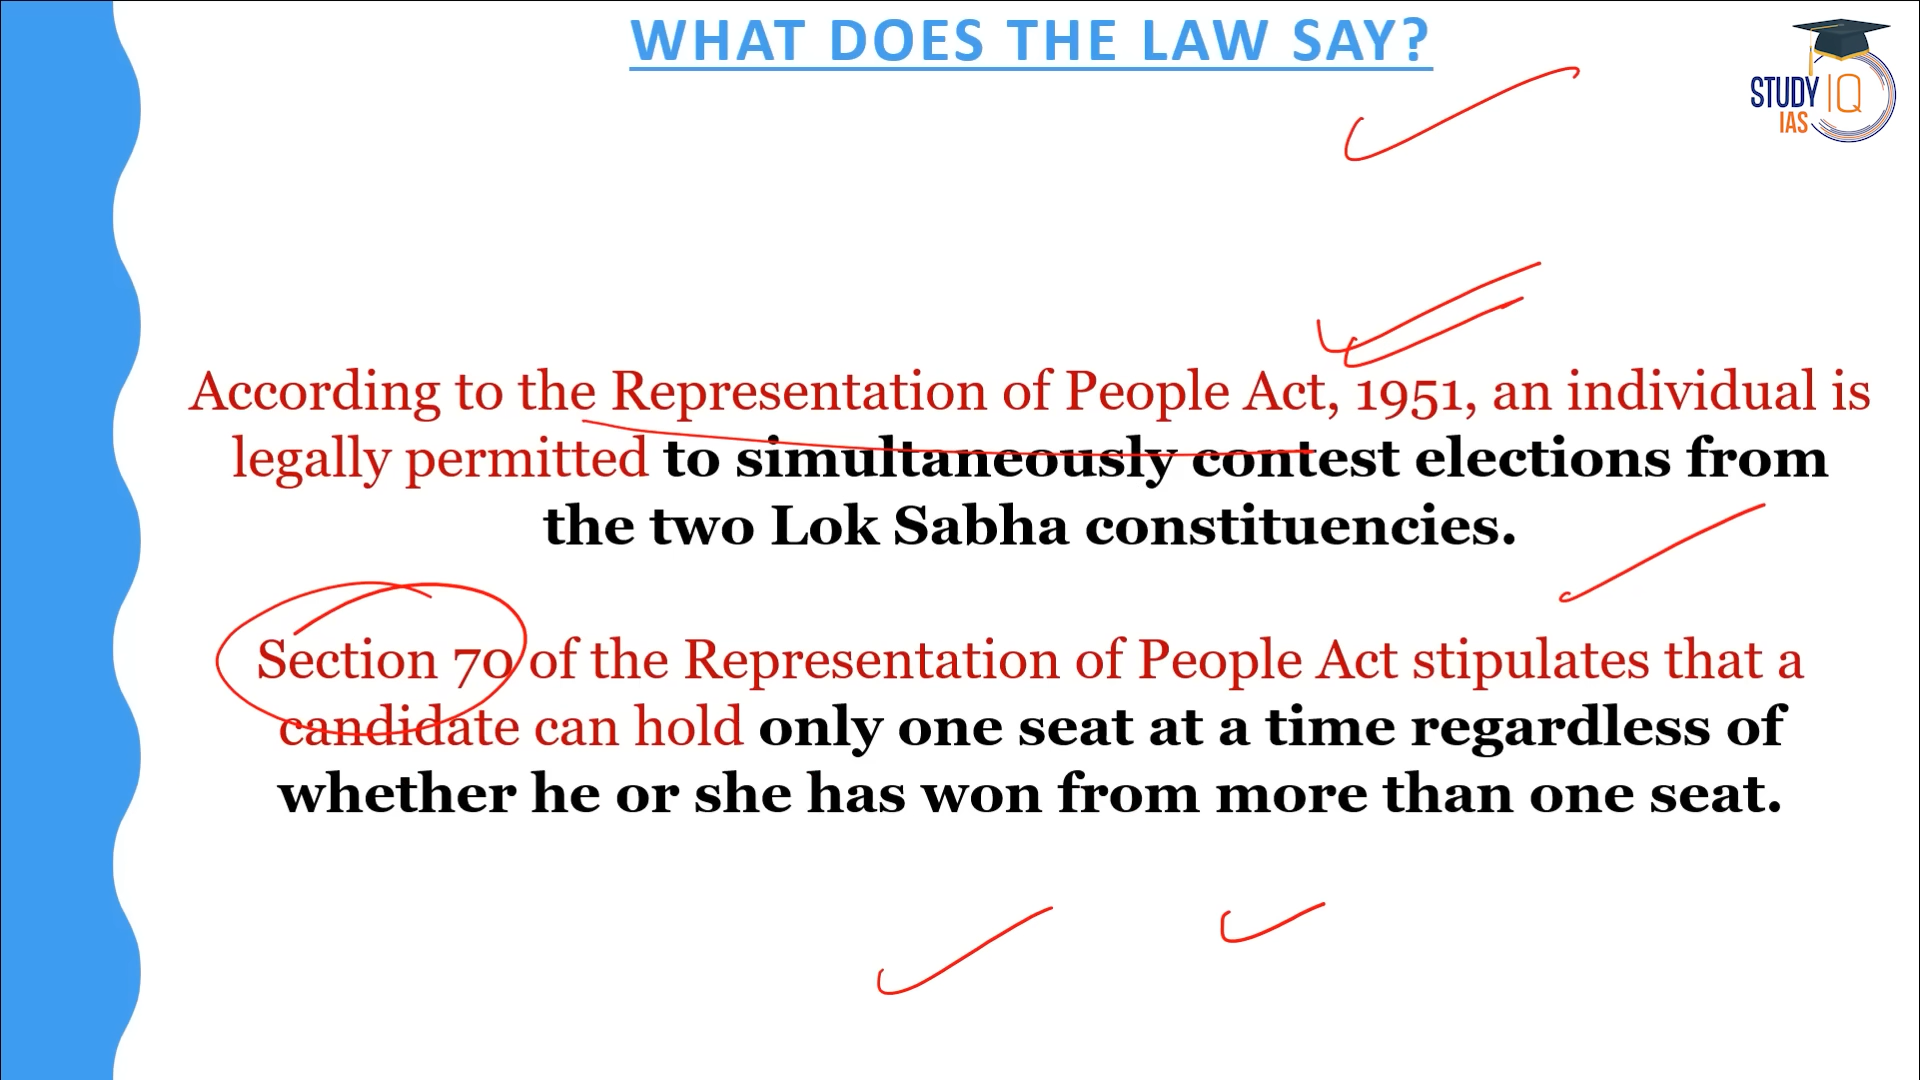 WHAT DOES THE LAW SAY?
STUDY IQ
IAS
According to the Representation of People Act, 1951, an individual is
legally permitted to simultaneously contest elections from
the two Lok Sabha constituencies.
Section 70 of the Representation of People Act stipulates that a
candidate can hold only one seat at a time regardless of
whether he or she has won from more than one seat.